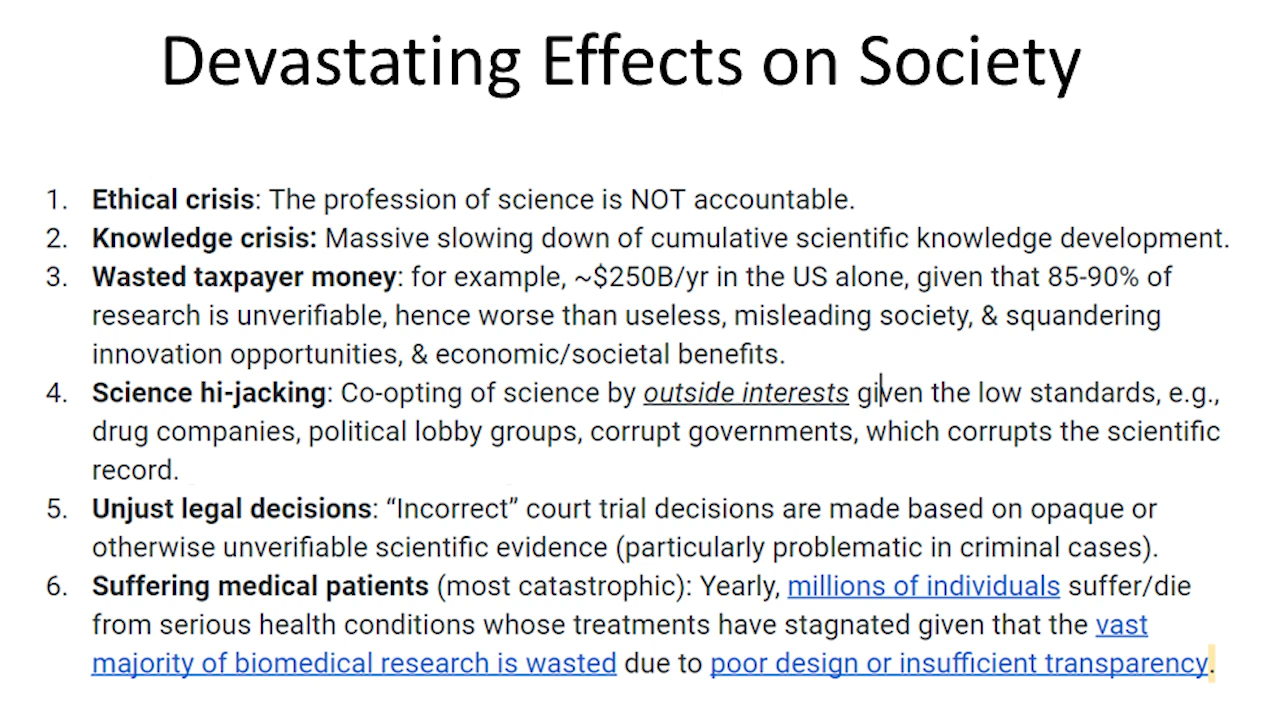 Devastating Effects on Society
1. Ethical crisis: The profession of science is NOT accountable.
2. Knowledge crisis: Massive slowing down of cumulative scientific knowledge development.
3. Wasted taxpayer money: for example, ~$250B/yr in the US alone, given that 85-90% of
research is unverifiable, hence worse than useless, misleading society, & squandering
innovation opportunities, & economic/societal benefits.
4. Science hi-jacking: Co-opting of science by outside interests given the low standards, e.g.,
drug companies, political lobby groups, corrupt governments, which corrupts the scientific
record.
5. Unjust legal decisions: “Incorrect” court trial decisions are made based on opaque or
otherwise unverifiable scientific evidence (particularly problematic in criminal cases).
6. Suffering medical patients (most catastrophic): Yearly, millions of individuals suffer/die
from serious health conditions whose treatments have stagnated given that the vast
majority of biomedical research is wasted due to poor design or insufficient transparency.